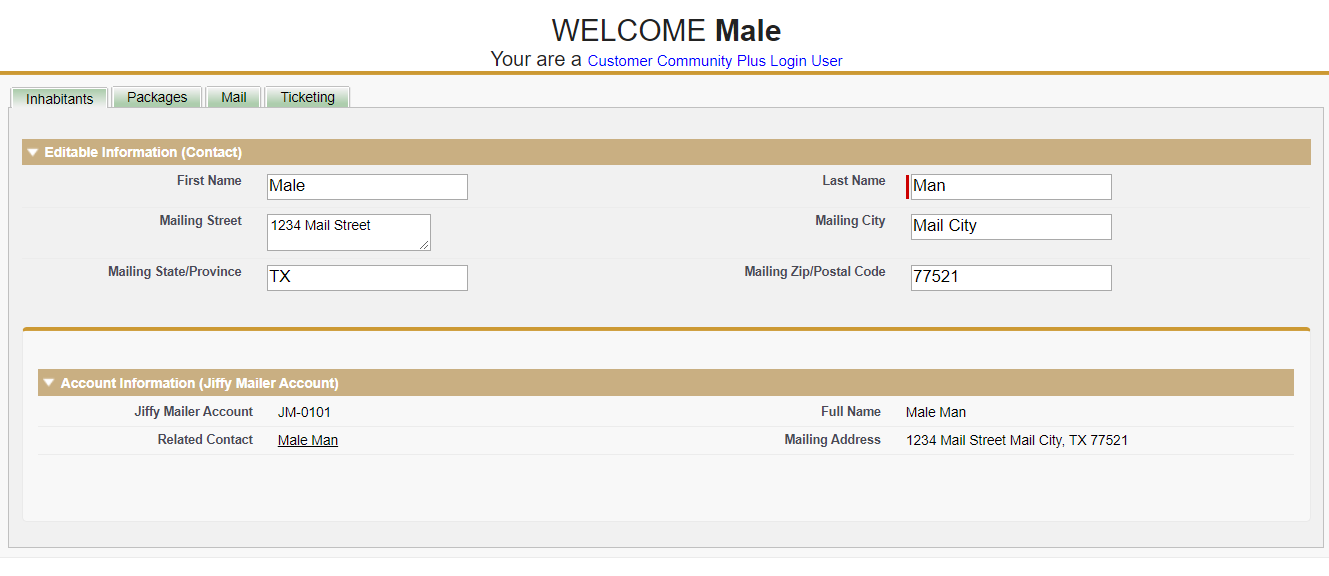 WELCOME Male
Your are a Customer Community Plus Login User
Inhabitants Packages Mail Ticketing
Editable Information (Contact)
First Name Male Last Name Man
Mailing Street 1234 Mail Street Mailing City Mail City
Mailing State/Province TX Mailing Zip/Postal Code 77521
Account Information (Jiffy Mailer Account)
Jiffy Mailer Account JM-0101 Full Name Male Man
Related Contact Male Man Mailing Address 1234 Mail Street Mail City, TX 77521